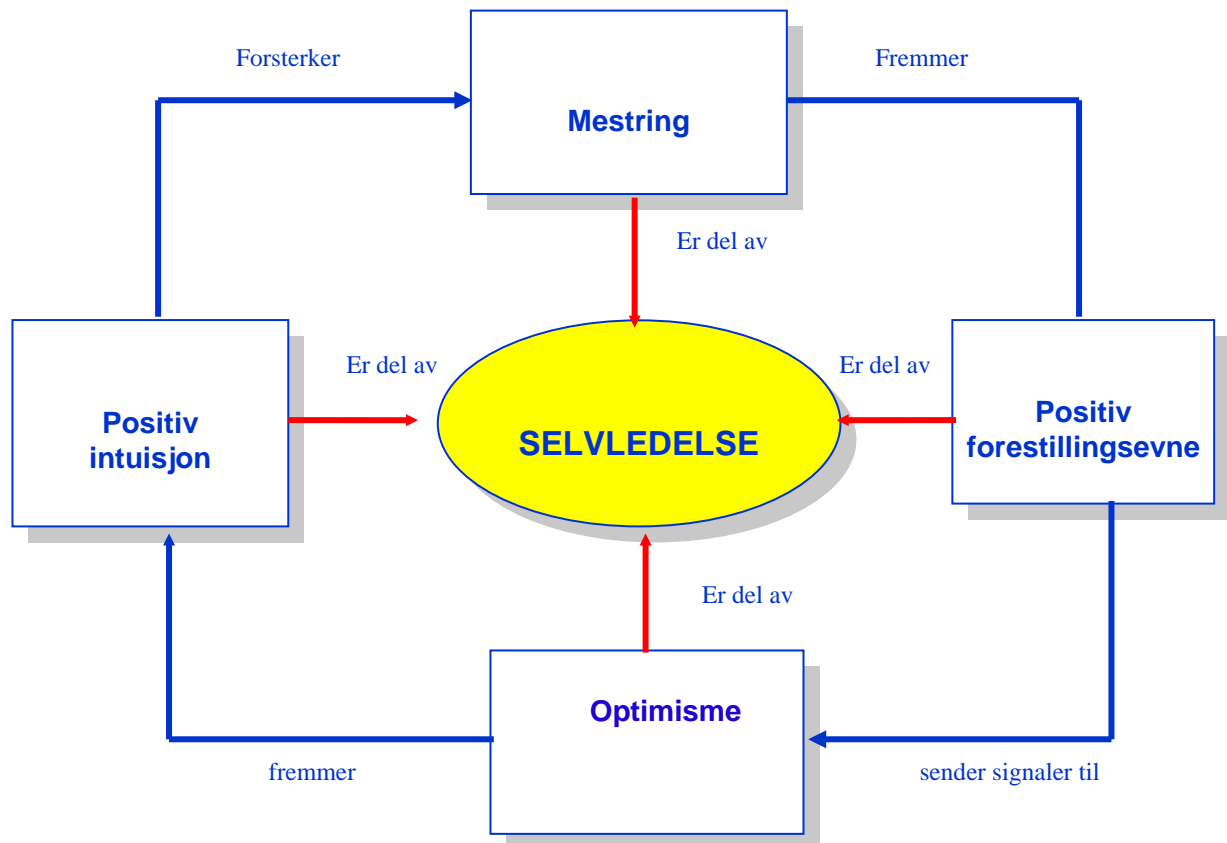 Forsterker
Fremmer
Mestring
Er del av
Er del av
Er del av
Positiv
intuisjon
SELVLEDELSE
Positiv
forestillingsevne
Er del av
Optimisme
fremmer
sender signaler til